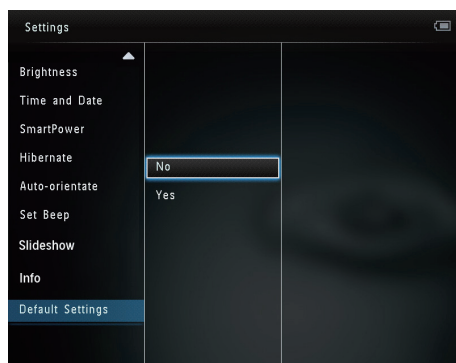 Settings
Brightness
Time and Date
SmartPower
Hibernate
Auto-orientate
Set Beep
Slideshow
Info
Default Settings
No
Yes